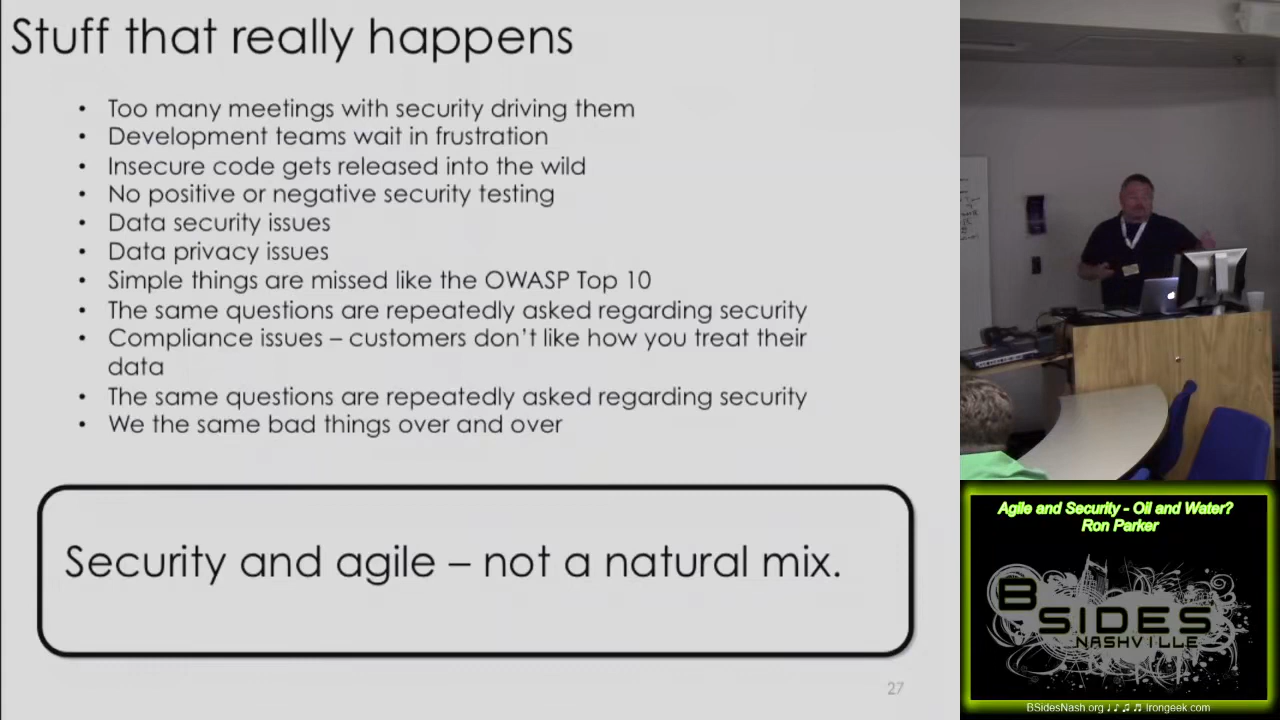 Stuff that really happens
• Too many meetings with security driving them
• Development teams wait in frustration
• Insecure code gets released into the wild
• No positive or negative security testing
• Data security issues
• Data privacy issues
• Simple things are missed like the OWASP Top 10
• The same questions are repeatedly asked regarding security
• Compliance issues – customers don't like how you treat their
data
• The same questions are repeatedly asked regarding security
• We the same bad things over and over
Security and agile – not a natural mix.
27
Agile and Security - Oil and Water?
Ron Parker
BSIDES
NASHVILLE
BSidesNash.org ♩♪♫♬ Irongeek.com